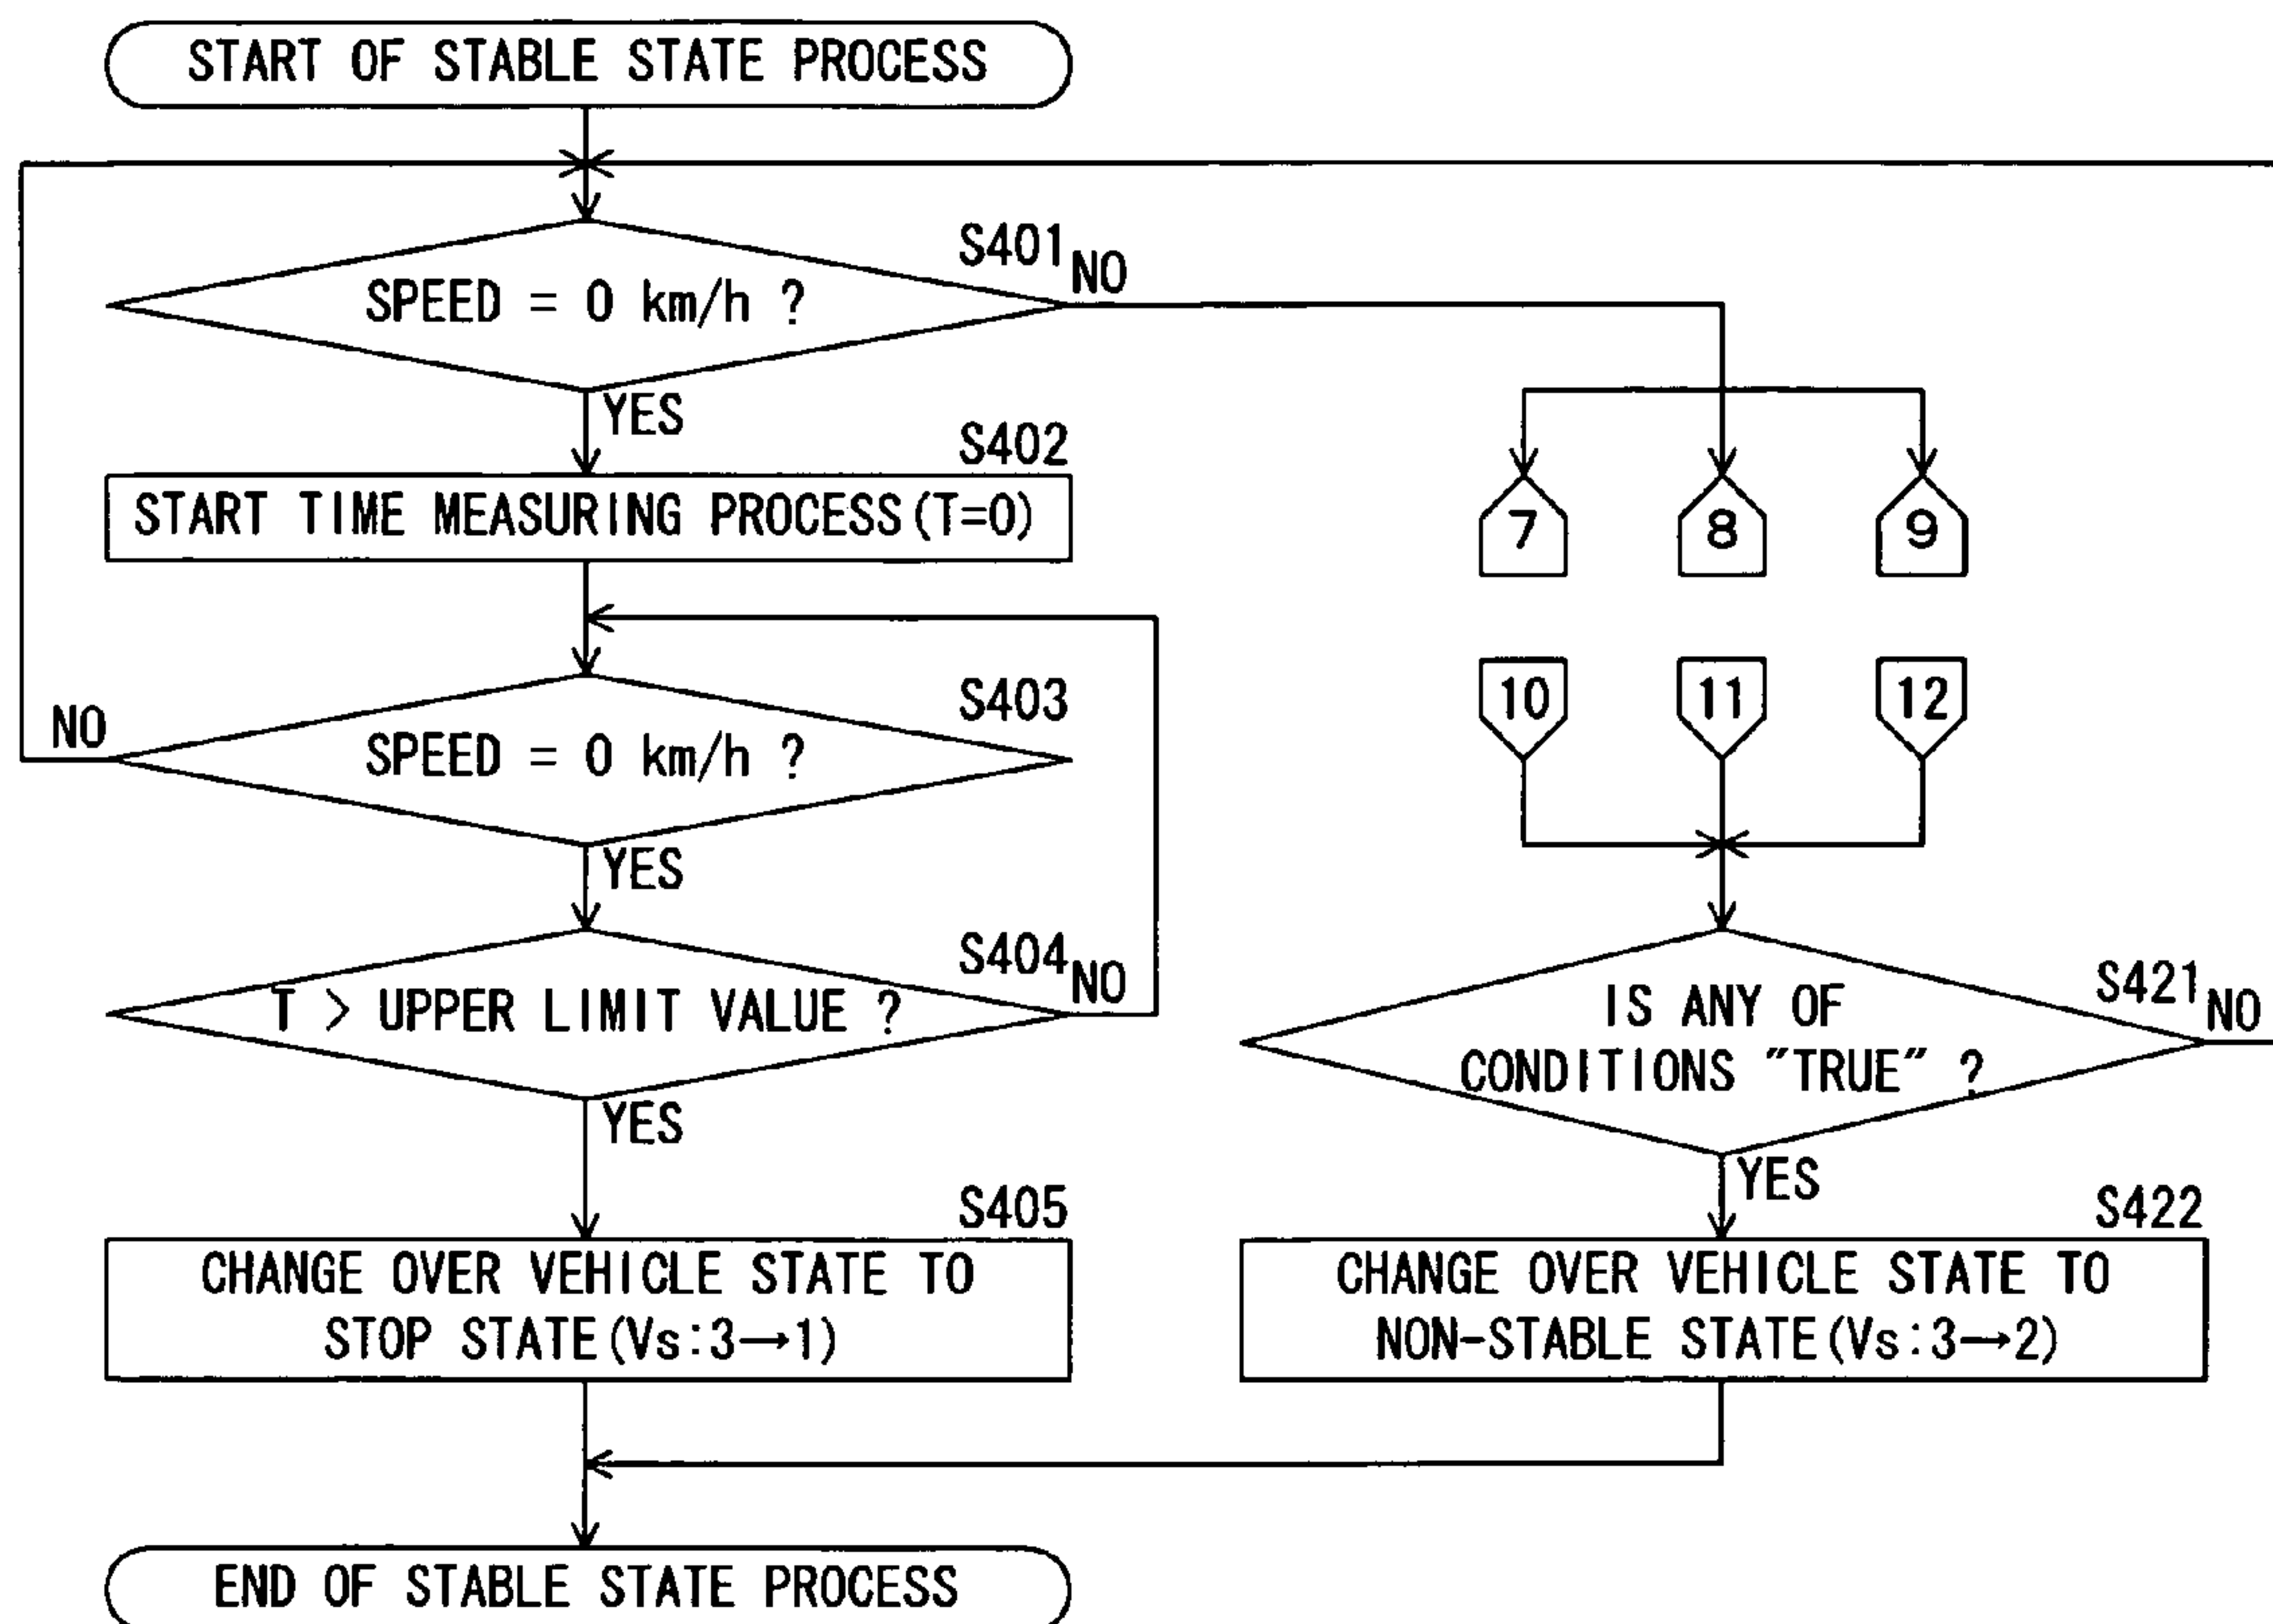 START OF STABLE STATE PROCESS
S401
NO
SPEED = 0 km/h ?
YES
S402
START TIME MEASURING PROCESS(T=0)
7
8
9
10
11
12
S403
NO
SPEED = 0 km/h ?
YES
S404
NO
T > UPPER LIMIT VALUE ?
YES
S421
NO
IS ANY OF
CONDITIONS "TRUE" ?
YES
S405
CHANGE OVER VEHICLE STATE TO
STOP STATE(Vs:3→1)
S422
CHANGE OVER VEHICLE STATE TO
NON-STABLE STATE(Vs:3→2)
END OF STABLE STATE PROCESS